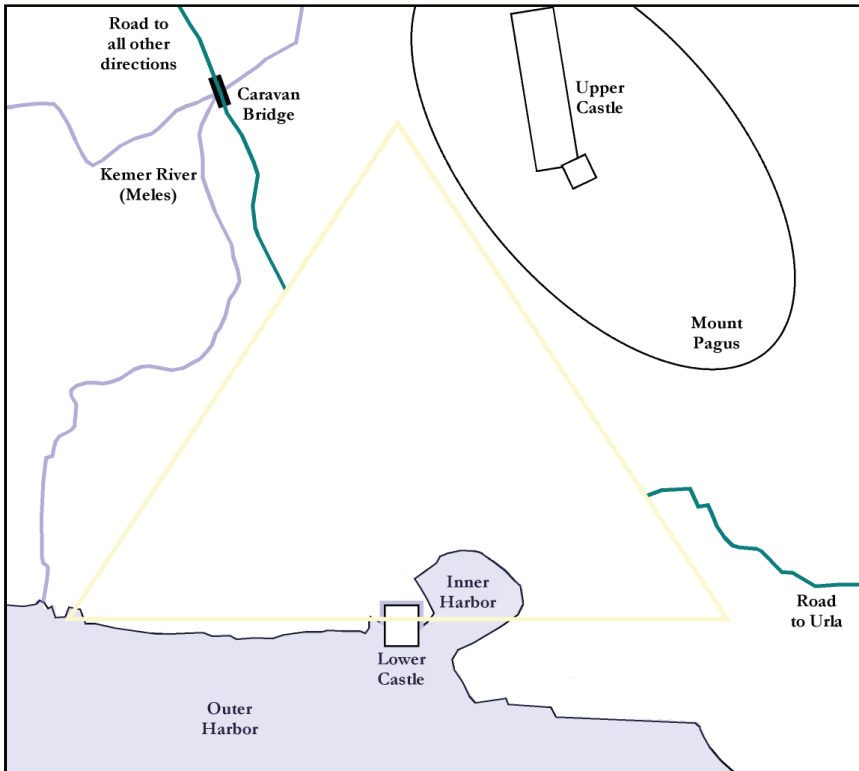 Road to
all other
directions
Caravan
Bridge
Upper
Castle
Kemer River
(Meles)
Mount
Pagus
Inner
Harbor
Road
to Urla
Lower
Castle
Outer
Harbor